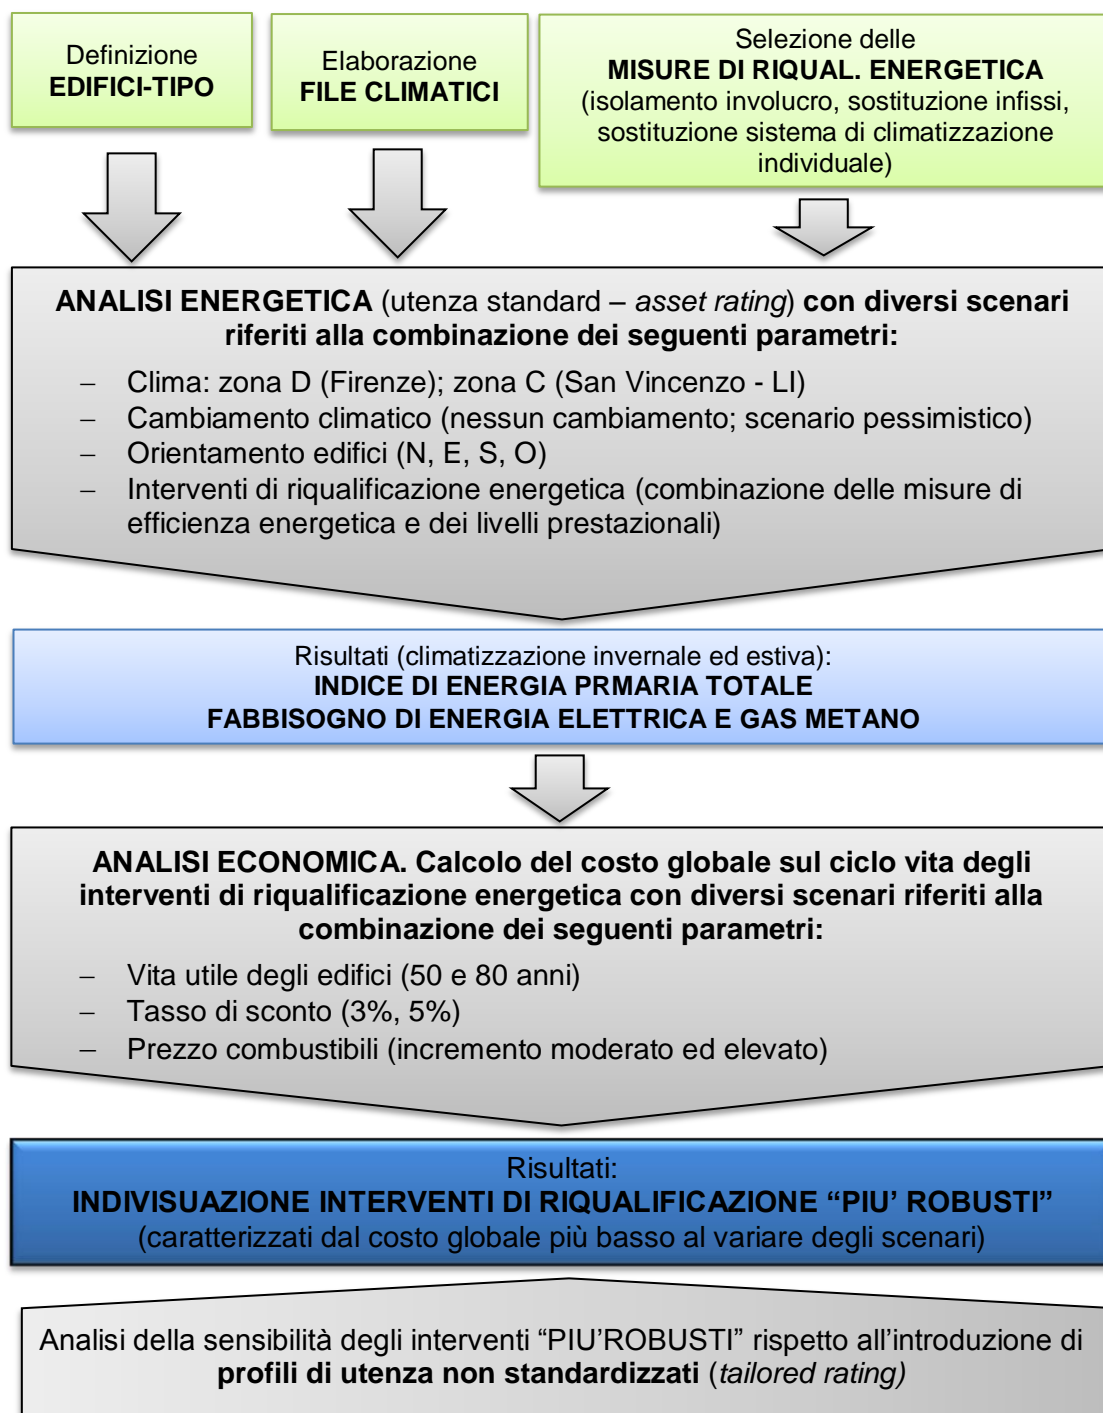 Definizione
EDIFICI-TIPO
Elaborazione
FILE CLIMATICI
Selezione delle
MISURE DI RIQUAL. ENERGETICA
(isolamento involucro, sostituzione infissi,
sostituzione sistema di climatizzazione
individuale)
ANALISI ENERGETICA (utenza standard – asset rating) con diversi scenari
riferiti alla combinazione dei seguenti parametri:
– Clima: zona D (Firenze); zona C (San Vincenzo - LI)
– Cambiamento climatico (nessun cambiamento; scenario pessimistico)
– Orientamento edifici (N, E, S, O)
– Interventi di riqualificazione energetica (combinazione delle misure di
efficienza energetica e dei livelli prestazionali)
Risultati (climatizzazione invernale ed estiva):
INDICE DI ENERGIA PRMARIA TOTALE
FABBISOGNO DI ENERGIA ELETTRICA E GAS METANO
ANALISI ECONOMICA. Calcolo del costo globale sul ciclo vita degli
interventi di riqualificazione energetica con diversi scenari riferiti alla
combinazione dei seguenti parametri:
– Vita utile degli edifici (50 e 80 anni)
– Tasso di sconto (3%, 5%)
– Prezzo combustibili (incremento moderato ed elevato)
Risultati:
INDIVISUAZIONE INTERVENTI DI RIQUALIFICAZIONE “PIU’ ROBUSTI”
(caratterizzati dal costo globale più basso al variare degli scenari)
Analisi della sensibilità degli interventi “PIU’ROBUSTI” rispetto all’introduzione di
profili di utenza non standardizzati (tailored rating)